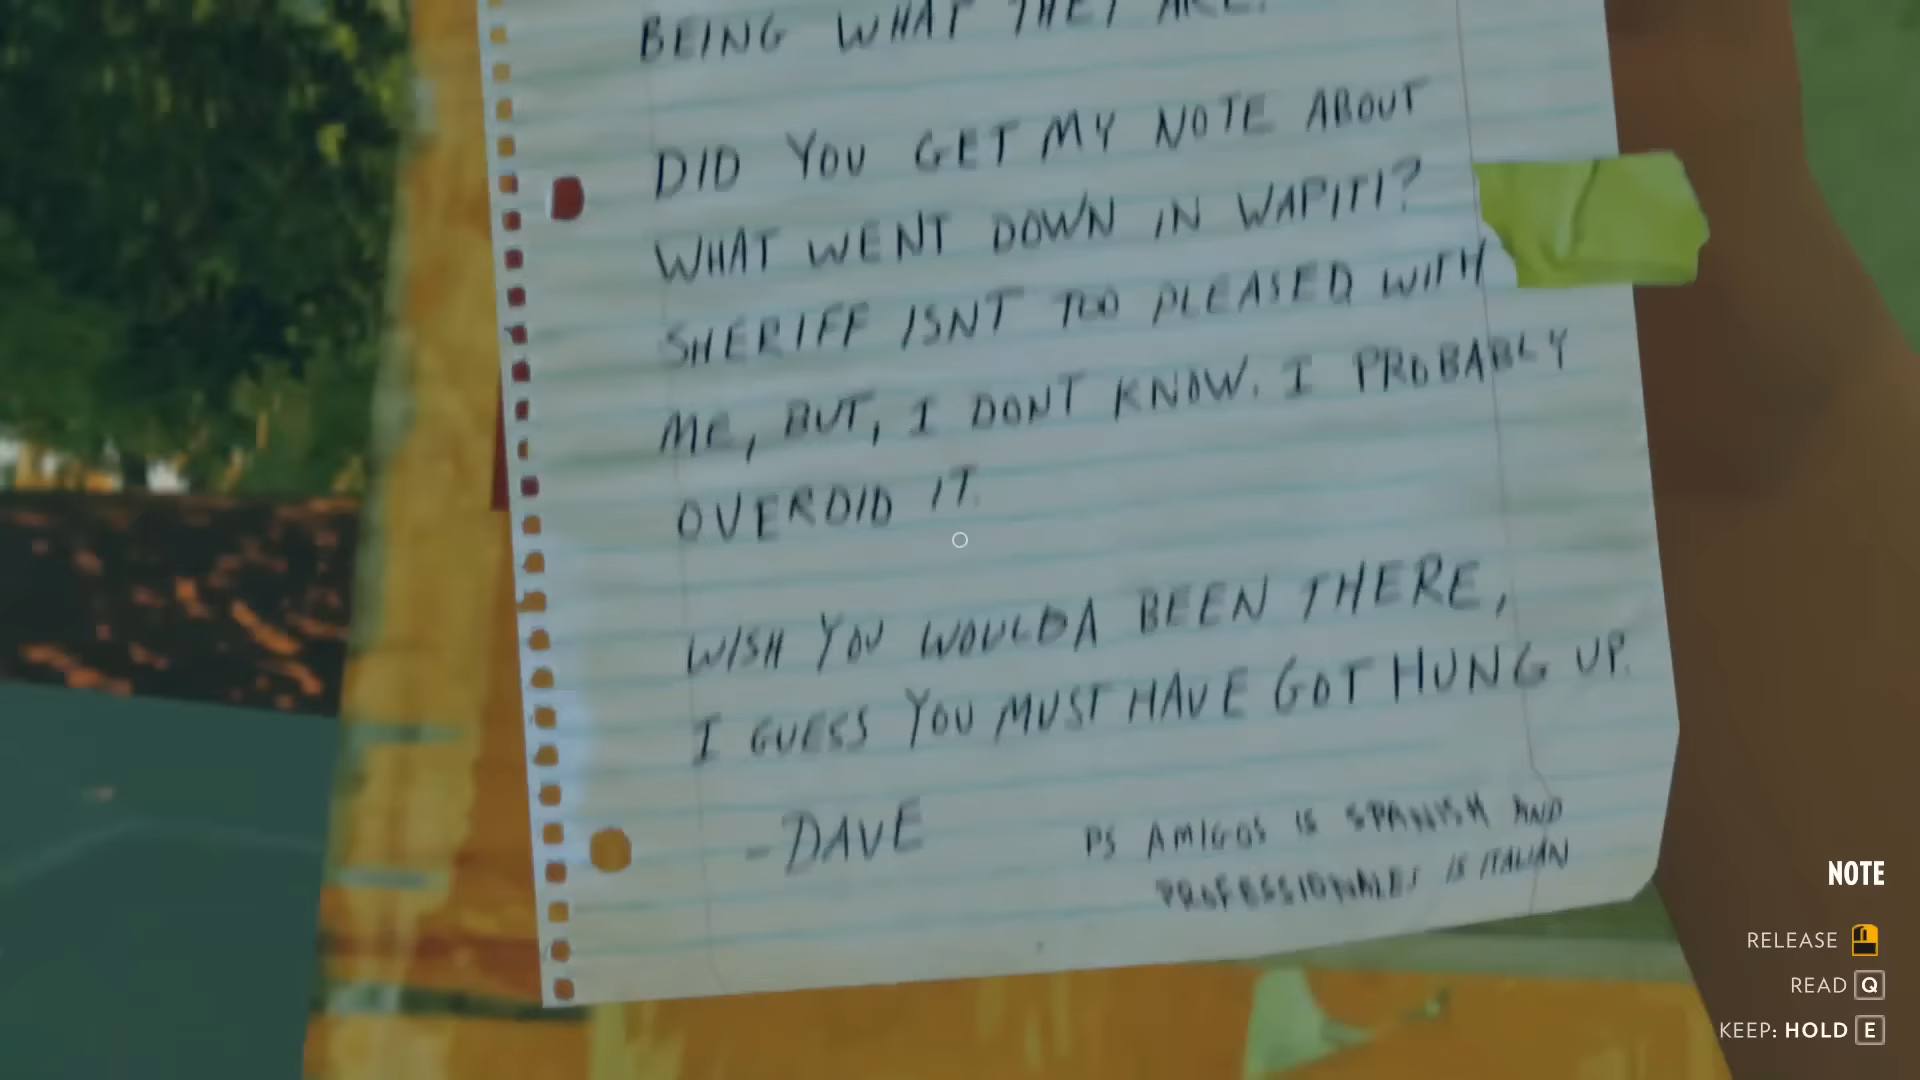 BEING WHAT THEY ARE.
DID YOU GET MY NOTE ABOUT
WHAT WENT DOWN IN WAPITI?
SHERIFF ISNT TOO PLEASED WITH
ME, BUT, I DONT KNOW. I PROBABLY
OVERDID IT.
WISH YOU WOULDA BEEN THERE,
I GUESS YOU MUST HAVE GOT HUNG UP.
-DAVE
PS AMIGOS IS SPANISH AND
PROFESSIONALES IS ITALIAN
NOTE
RELEASE
READ Q
KEEP: HOLD E